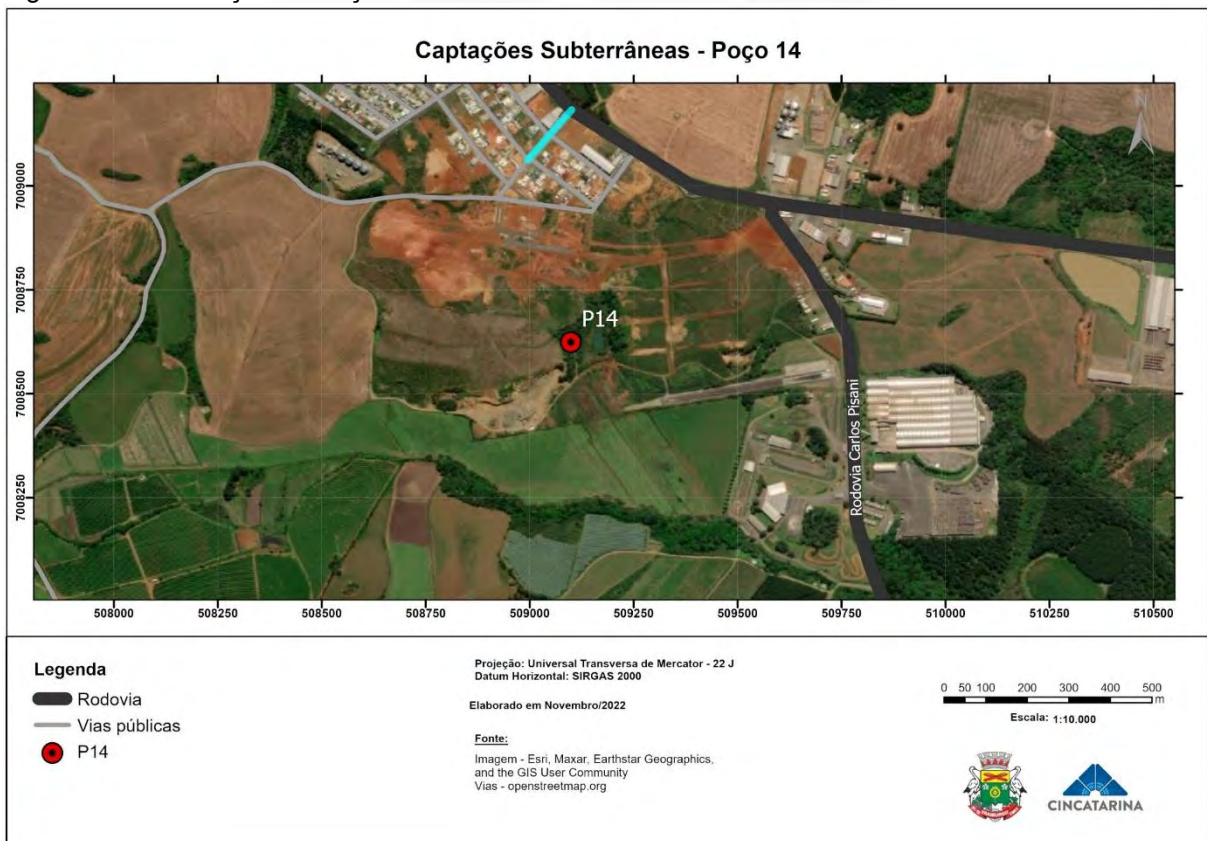 Captações Subterrâneas - Poço 14
P14
Rodovia Carlos Pisani
7009000
7008750
7008500
7008250
508000
508250
508500
508750
509000
509250
509500
509750
510000
510250
510500
Legenda
Rodovia
Vias públicas
P14
Projeção: Universal Transversa de Mercator - 22 J
Datum Horizontal: SIRGAS 2000
Elaborado em Novembro/2022
Fonte:
Imagem - Esri, Maxar, Earthstar Geographics,
and the GIS User Community
Vias - openstreetmap.org
0 50 100 200 300 400 500
m
Escala: 1:10.000
CINCATARINA